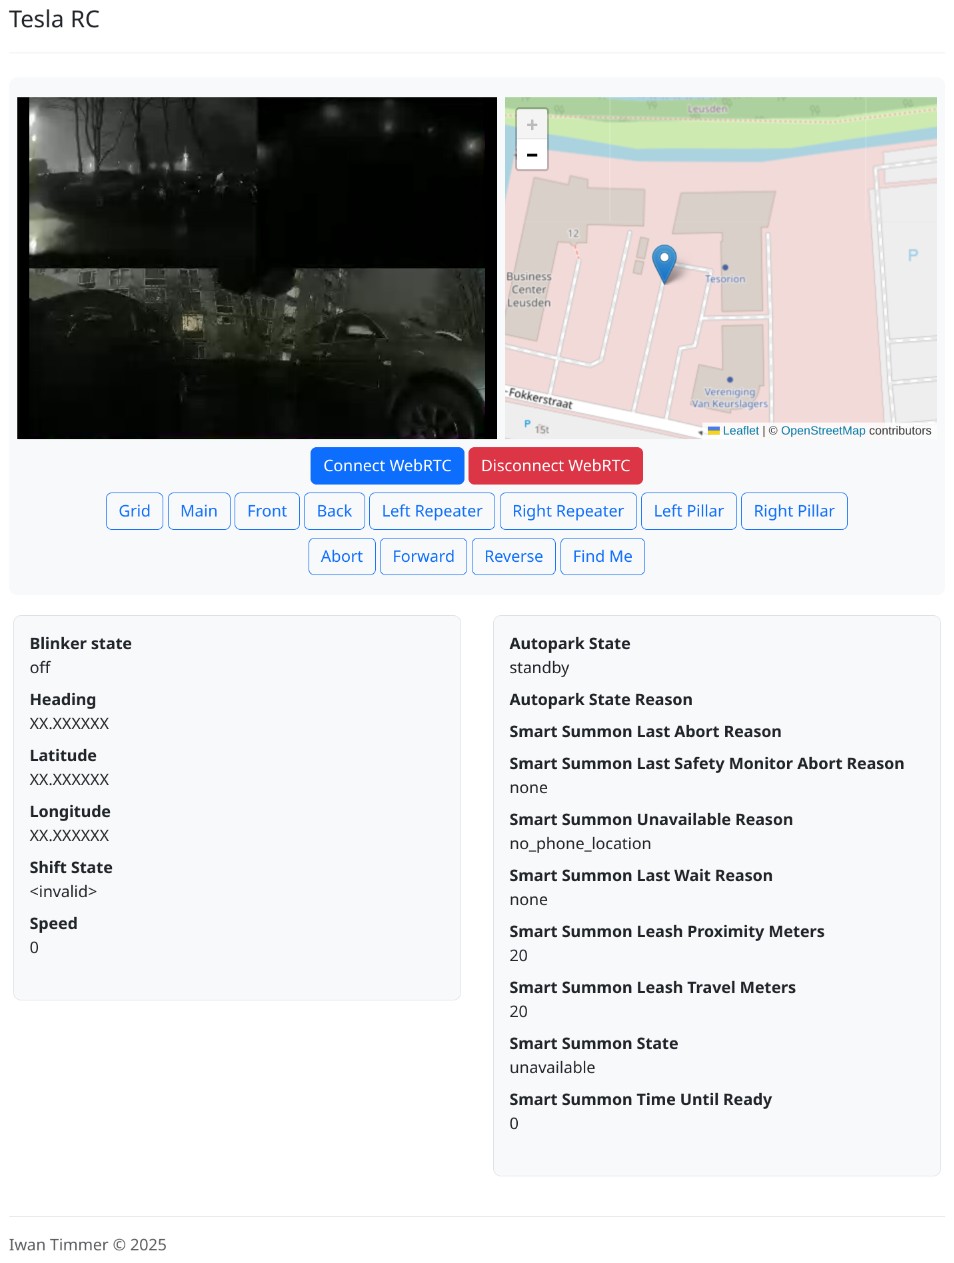 Tesla RC
+
−
Leusden
12
Business
Center
Leusden
Tesorion
P
Vereniging
Van Keurslagers
-Fokkerstraat
P
15t
Leaflet | © OpenStreetMap contributors
Connect WebRTC Disconnect WebRTC
Grid Main Front Back Left Repeater Right Repeater Left Pillar Right Pillar
Abort Forward Reverse Find Me
Blinker state
off
Heading
XX.XXXXXX
Latitude
XX.XXXXXX
Longitude
XX.XXXXXX
Shift State
<invalid>
Speed
0
Autopark State
standby
Autopark State Reason
Smart Summon Last Abort Reason
Smart Summon Last Safety Monitor Abort Reason
none
Smart Summon Unavailable Reason
no_phone_location
Smart Summon Last Wait Reason
none
Smart Summon Leash Proximity Meters
20
Smart Summon Leash Travel Meters
20
Smart Summon State
unavailable
Smart Summon Time Until Ready
0
Iwan Timmer © 2025